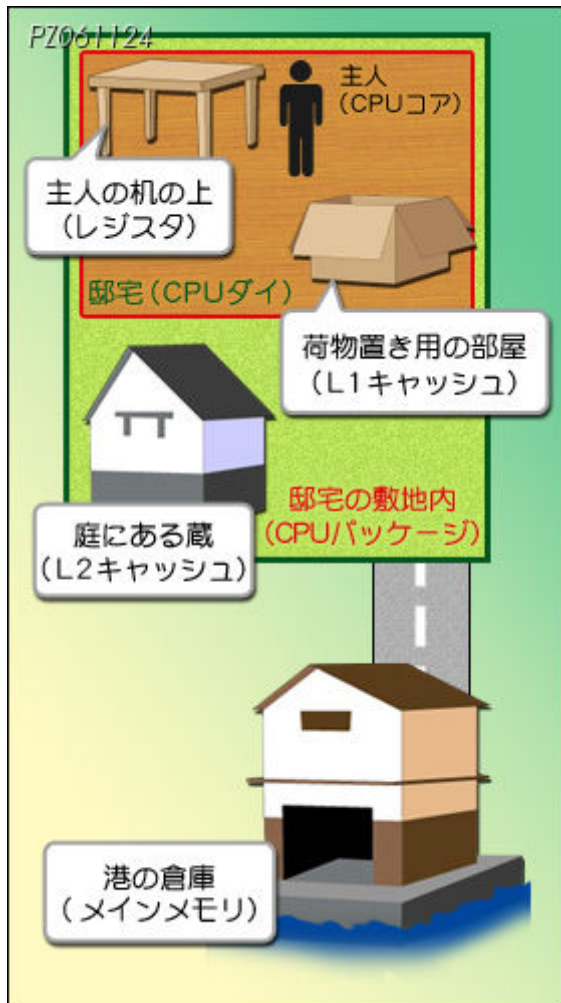 PZ061124
主人
(CPUコア)
主人の机の上
(レジスタ)
邸宅(CPUダイ)
荷物置き用の部屋
(L1キャッシュ)
庭にある蔵
(L2キャッシュ)
邸宅の敷地内
(CPUパッケージ)
港の倉庫
(メインメモリ)